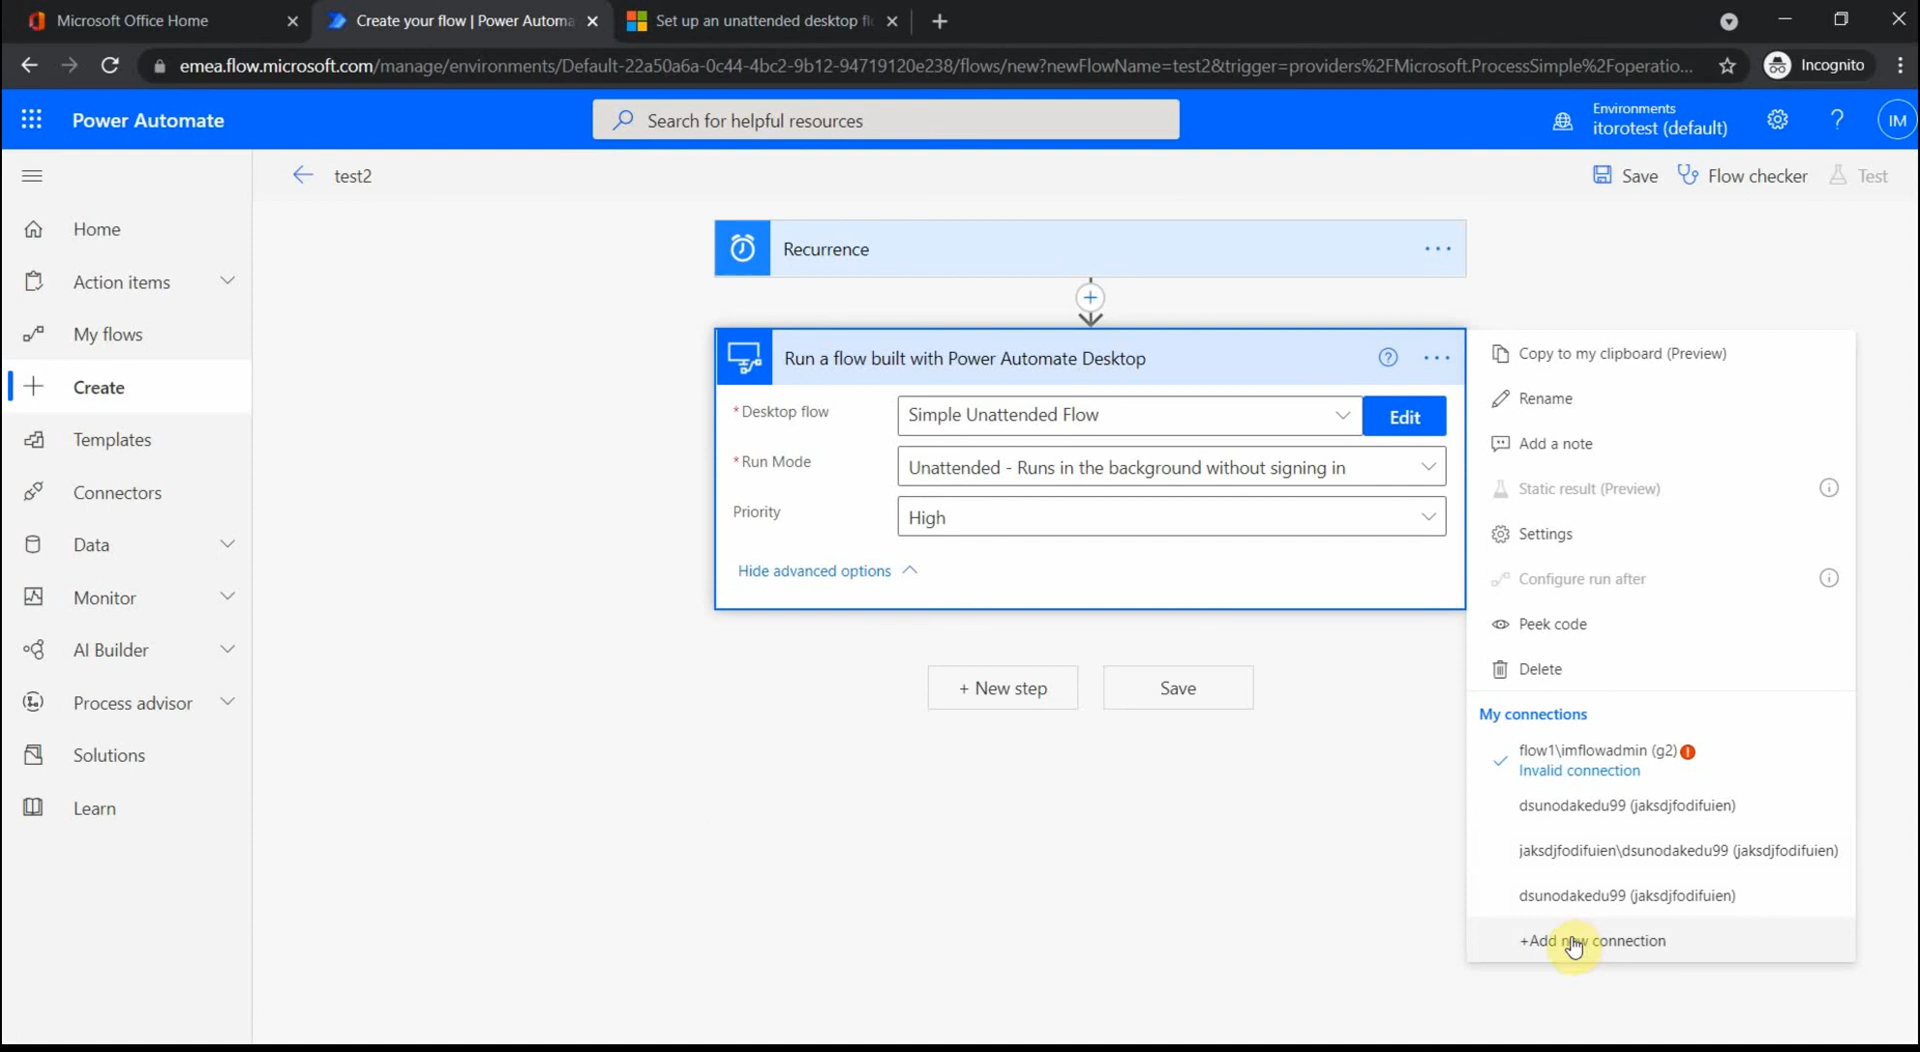 Microsoft Office Home
Create your flow | Power Automa
Set up an unattended desktop fl
emea.flow.microsoft.com/manage/environments/Default-22a50a6a-0c44-4bc2-9b12-94719120e238/flows/new?newFlowName=test2&trigger=providers%2FMicrosoft.ProcessSimple%2Foperatio...
Incognito
Power Automate
Search for helpful resources
Environments
itorotest (default)
IM
test2
Save
Flow checker
Test
Home
Action items
My flows
Create
Templates
Connectors
Data
Monitor
AI Builder
Process advisor
Solutions
Learn
Recurrence
Run a flow built with Power Automate Desktop
* Desktop flow
Simple Unattended Flow
Edit
* Run Mode
Unattended - Runs in the background without signing in
Priority
High
Hide advanced options
+ New step
Save
Copy to my clipboard (Preview)
Rename
Add a note
Static result (Preview)
Settings
Configure run after
Peek code
Delete
My connections
flow1\imflowadmin (g2)
Invalid connection
dsunodakedu99 (jaksdjfodifuien)
jaksdjfodifuien\dsunodakedu99 (jaksdjfodifuien)
dsunodakedu99 (jaksdjfodifuien)
+Add new connection